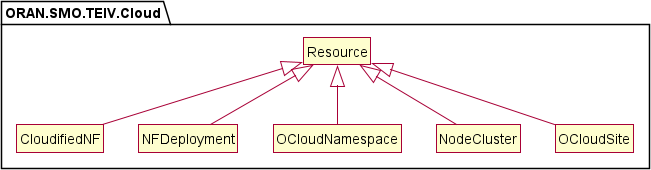 ORAN.SMO.TEIV.Cloud
Resource
CloudifiedNF
NFDeployment
OCloudNamespace
NodeCluster
OCloudSite